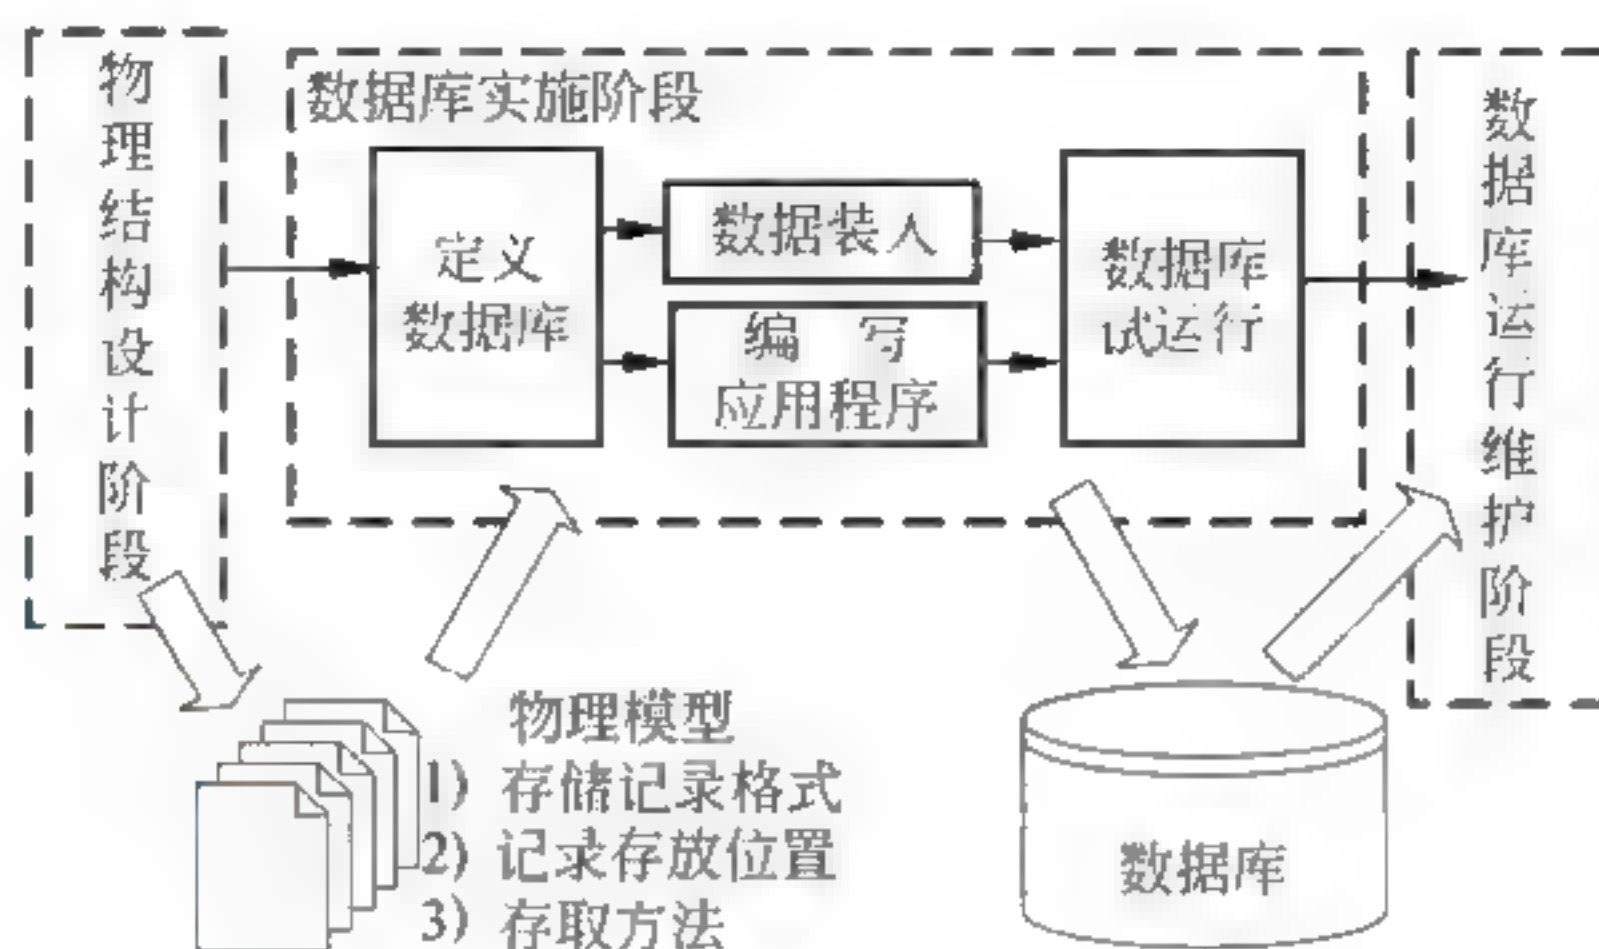 物理结构设计阶段
数据库实施阶段
定义
数据库
数据装入
编 写
应用程序
数据库
试运行
数据库运行维护阶段
物理模型
1) 存储记录格式
2) 记录存放位置
3) 存取方法
数据库